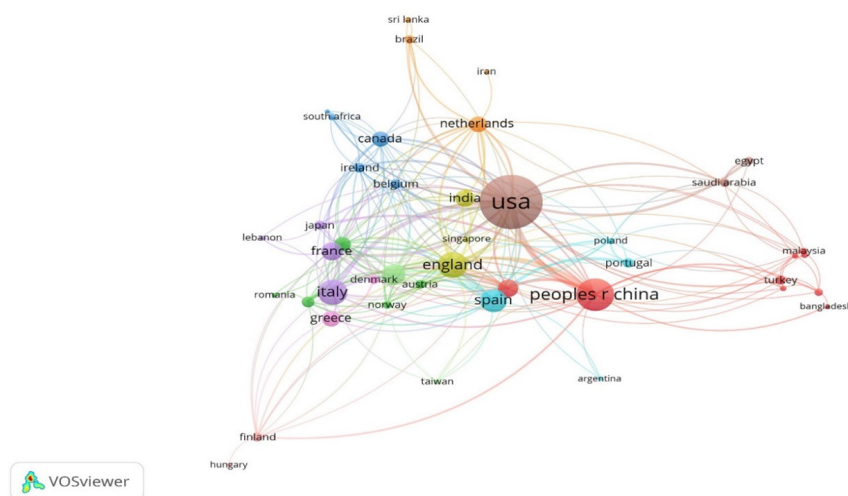 sri lanka
brazil
iran
south africa
netherlands
canada
egypt
ireland
saudi arabia
belgium
india
usa
japan
lebanon
singapore
poland
france
malaysia
england
portugal
denmark
austria
turkey
romania
italy
norway
spain
peoples r china
greece
bangladesh
taiwan
argentina
finland
hungary
VOSviewer